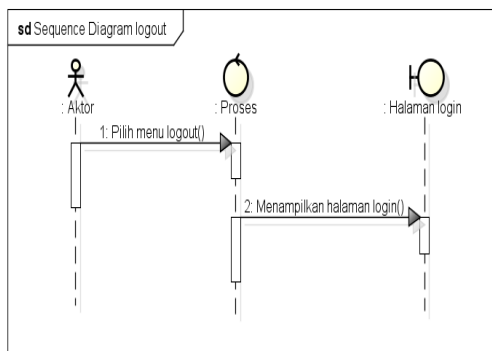 sd Sequence Diagram logout
: Aktor
: Proses
: Halaman login
1: Pilih menu logout()
2: Menampilkan halaman login()